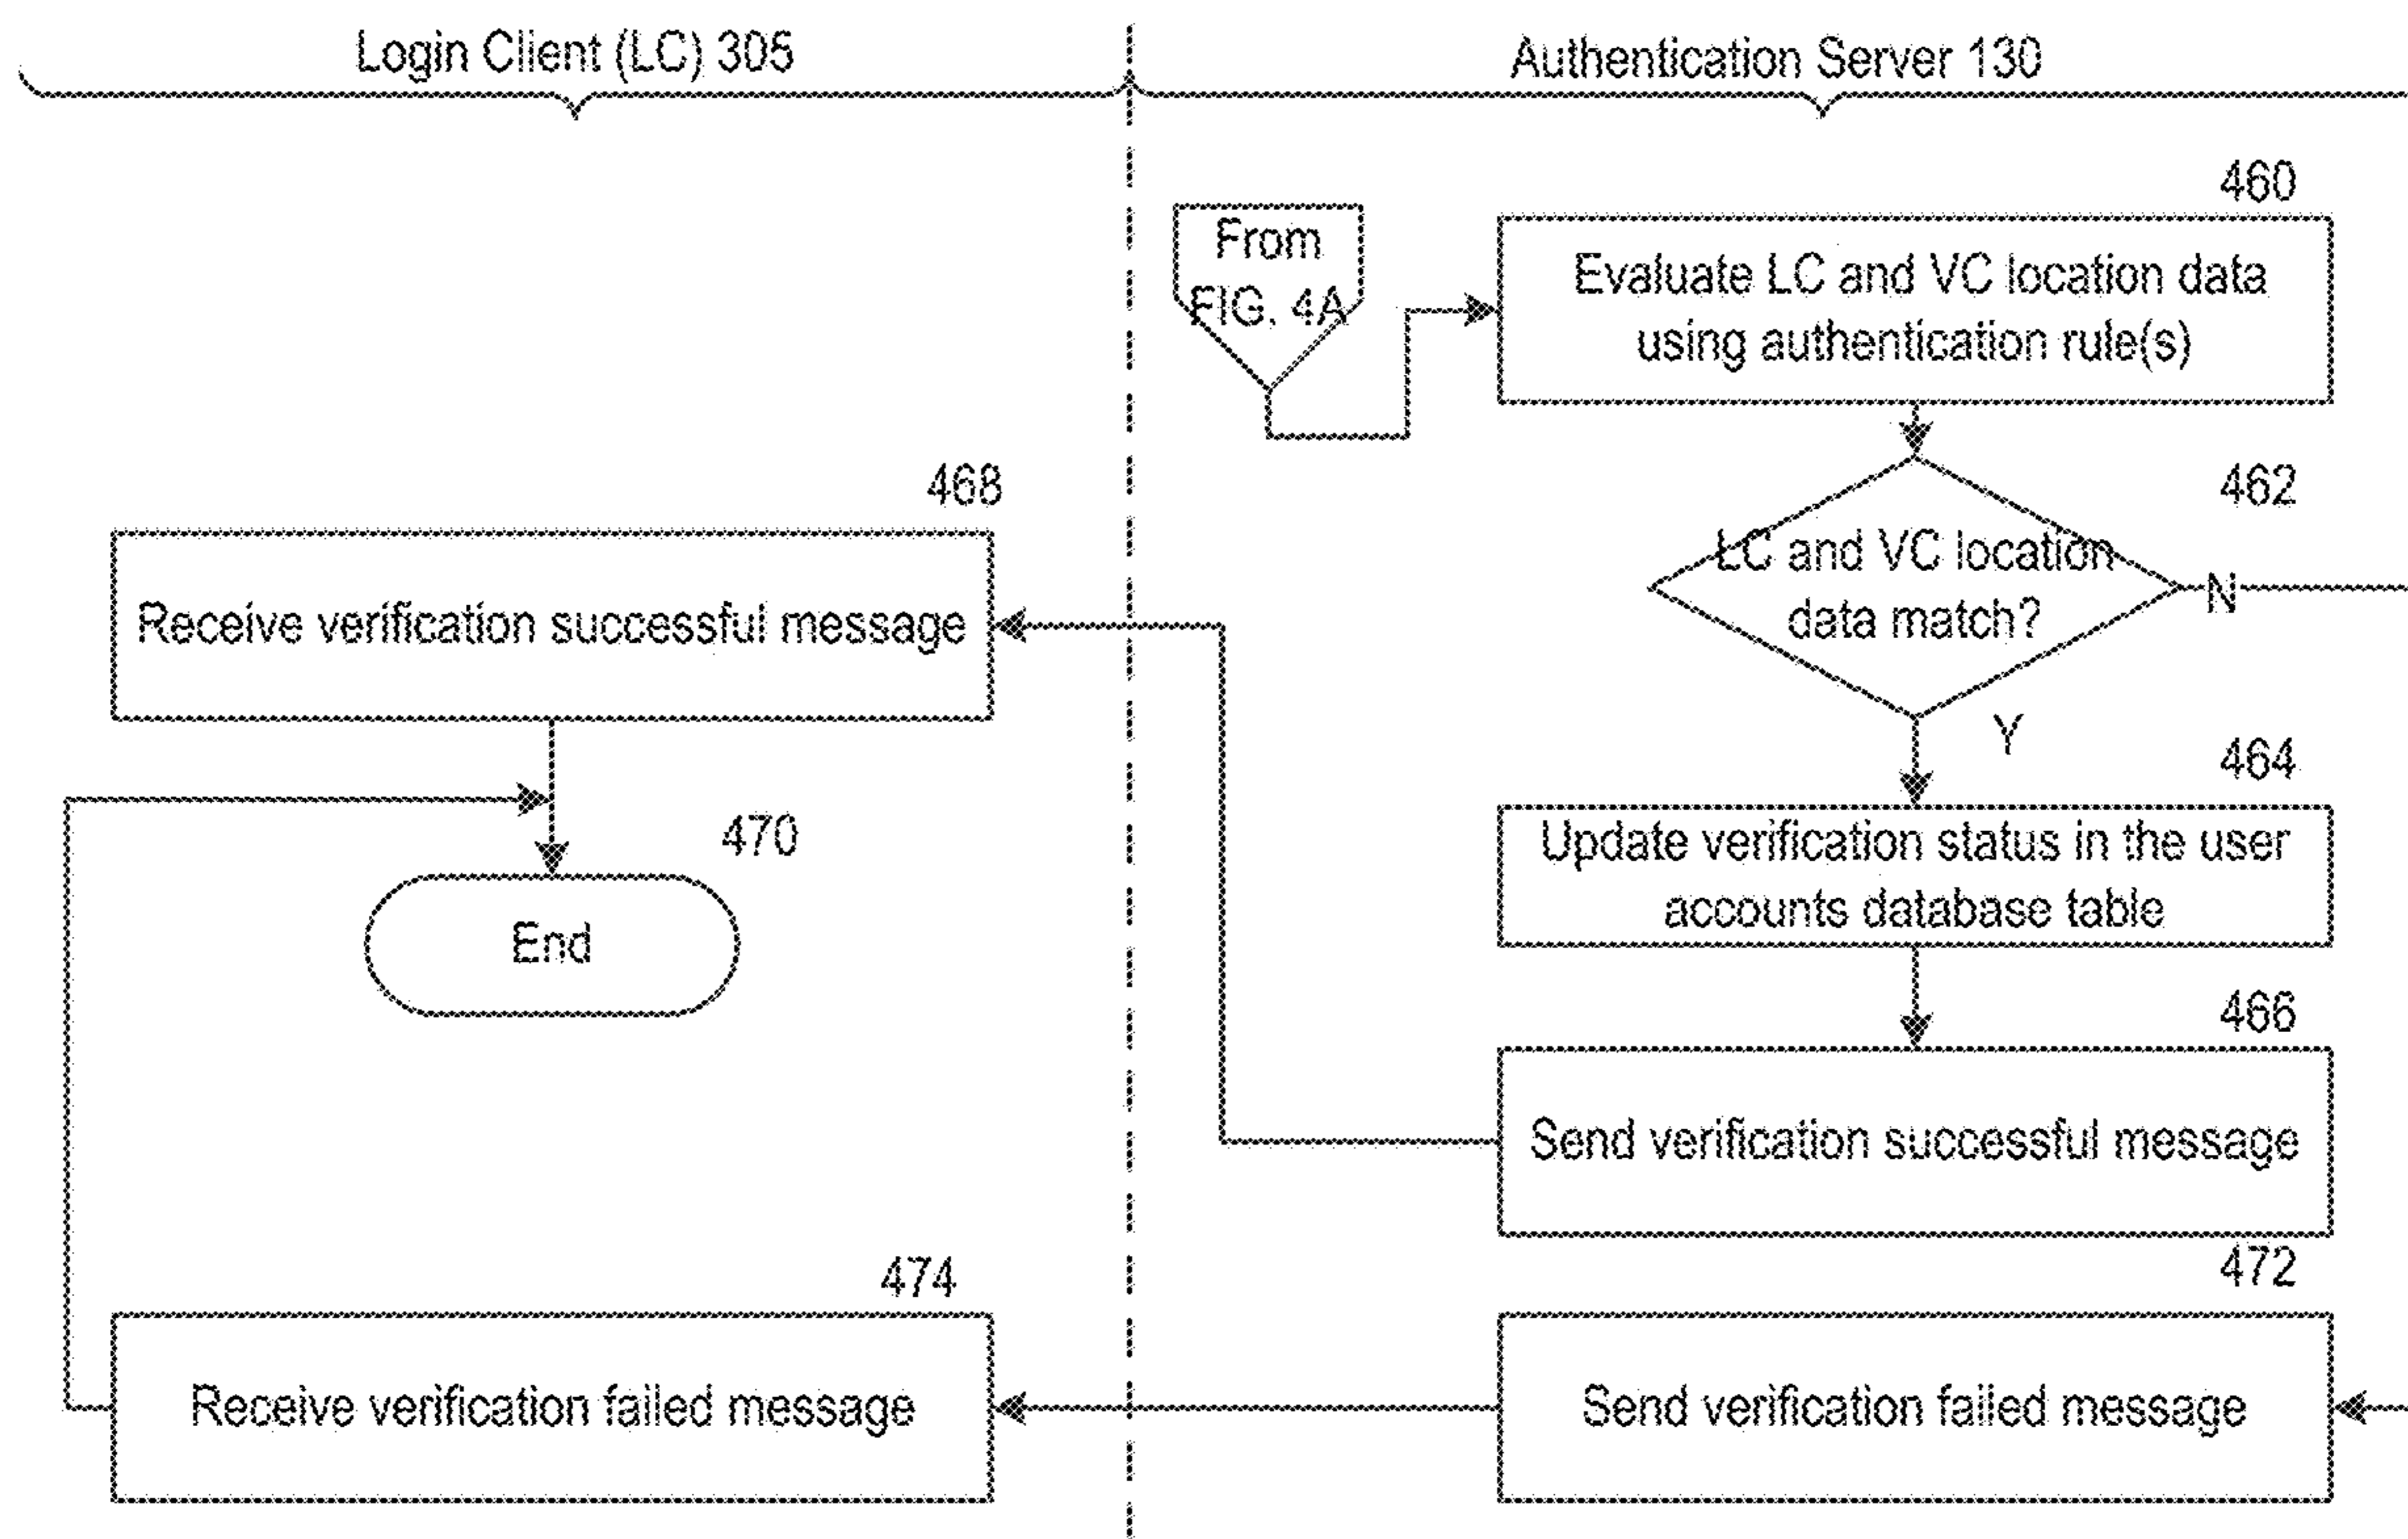 Login Client (LC) 305
Authentication Server 130
From
FIG. 4A
460
Evaluate LC and VC location data
using authentication rule(s)
462
LC and VC location
data match?
N
Y
468
Receive verification successful message
464
Update verification status in the user
accounts database table
470
End
466
Send verification successful message
472
Send verification failed message
474
Receive verification failed message